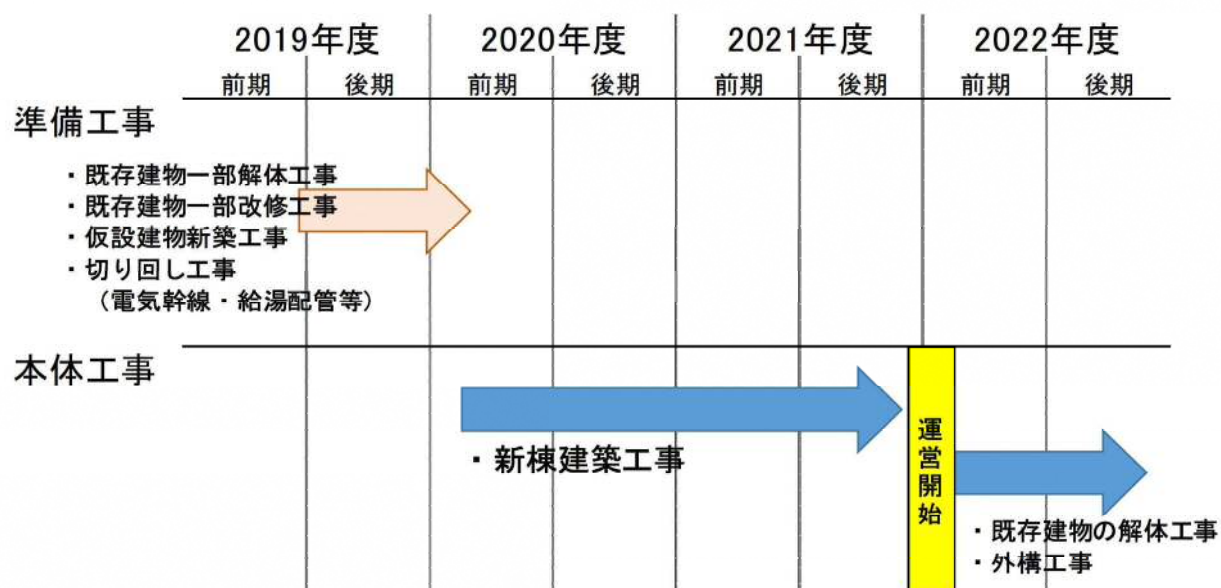 2019年度 2020年度 2021年度 2022年度
前期 後期 前期 後期 前期 後期 前期 後期
準備工事
・既存建物一部解体工事
・既存建物一部改修工事
・仮設建物新築工事
・切り回し工事
（電気幹線・給湯配管等）
本体工事
・新棟建築工事
運営開始
・既存建物の解体工事
・外構工事